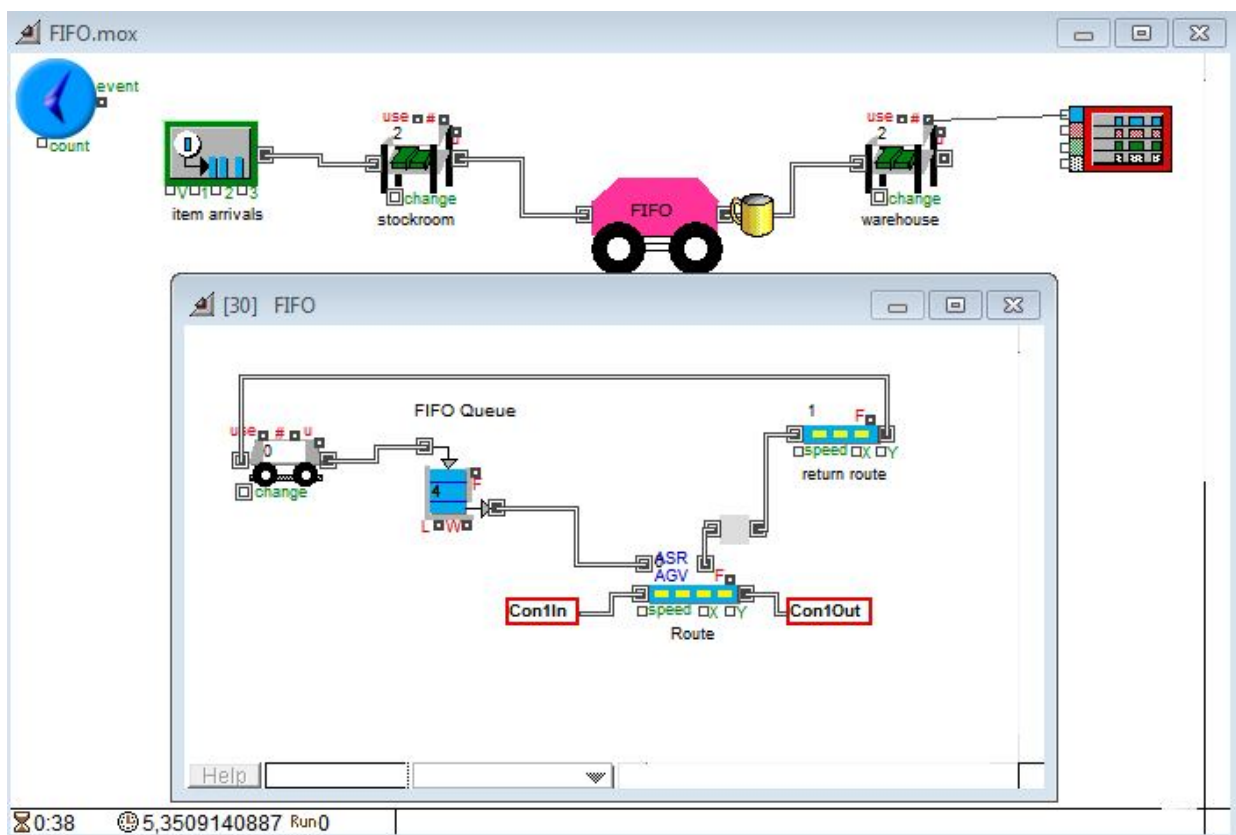 FIFO.mox
event
count
use #
2
u
change
stockroom
V 1 2 3
item arrivals
FIFO
use #
2
change
warehouse
[30] FIFO
FIFO Queue
use # u
0
change
4
F
L W
1
F
speed X Y
return route
ASR
AGV
F
Con1In
speed X Y
Con1Out
Route
Help
0:38
5,3509140887 Run0